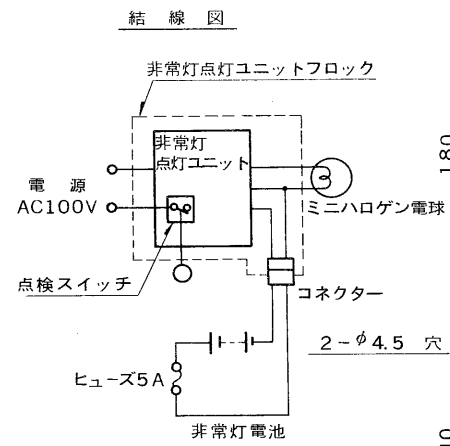 結線図
非常灯点灯ユニットフロック
非常灯
点灯ユニット
180
電 源
AC100V
ミニハロゲン電球
点検スイッチ
コネクター
2-φ4.5 穴
ヒューズ5A
非常灯電池